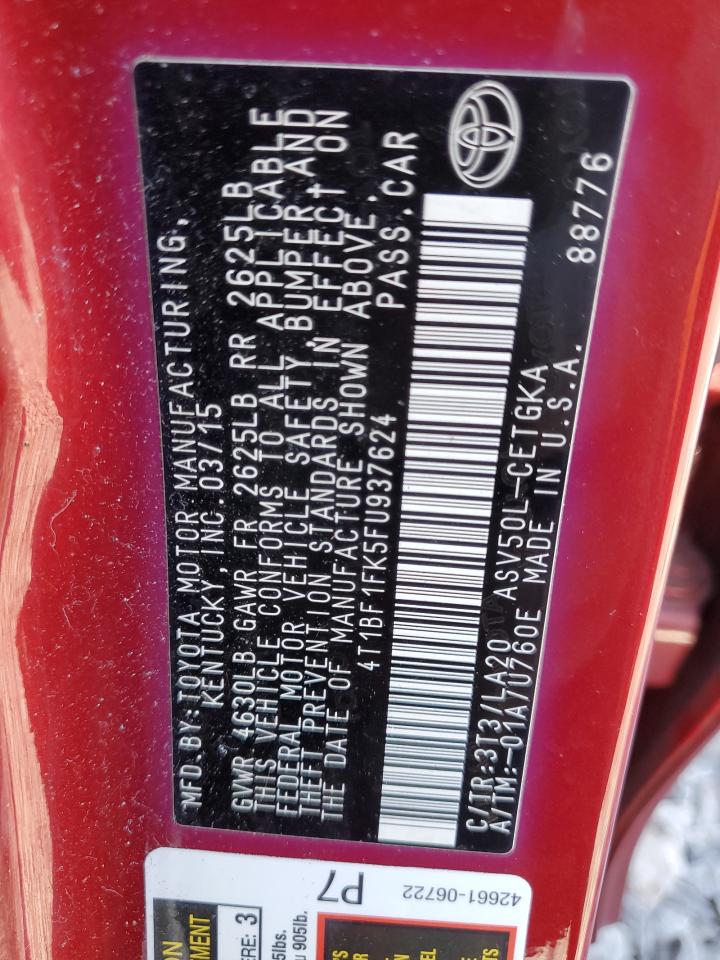 MFD.BY:TOYOTA MOTOR MANUFACTURING,
KENTUCKY INC.03/15
GVWR 4630LB GAWR FR 2625LB RR 2625LB
THIS VEHICLE CONFORMS TO ALL APPLICABLE
FEDERAL MOTOR VEHICLE SAFETY, BUMPER,AND
THEFT PREVENTION STANDARDS IN EFFECT ON
THE DATE OF MANUFACTURE SHOWN ABOVE.
4T1BF1FK5FU937624 PASS.CAR
C/TR:3T3/LA20 ASV50L-CETGKA
A/TM:-01A/U760E MADE IN U.S.A.
88776
P7
42661-06722
ERE: 3
905lb.